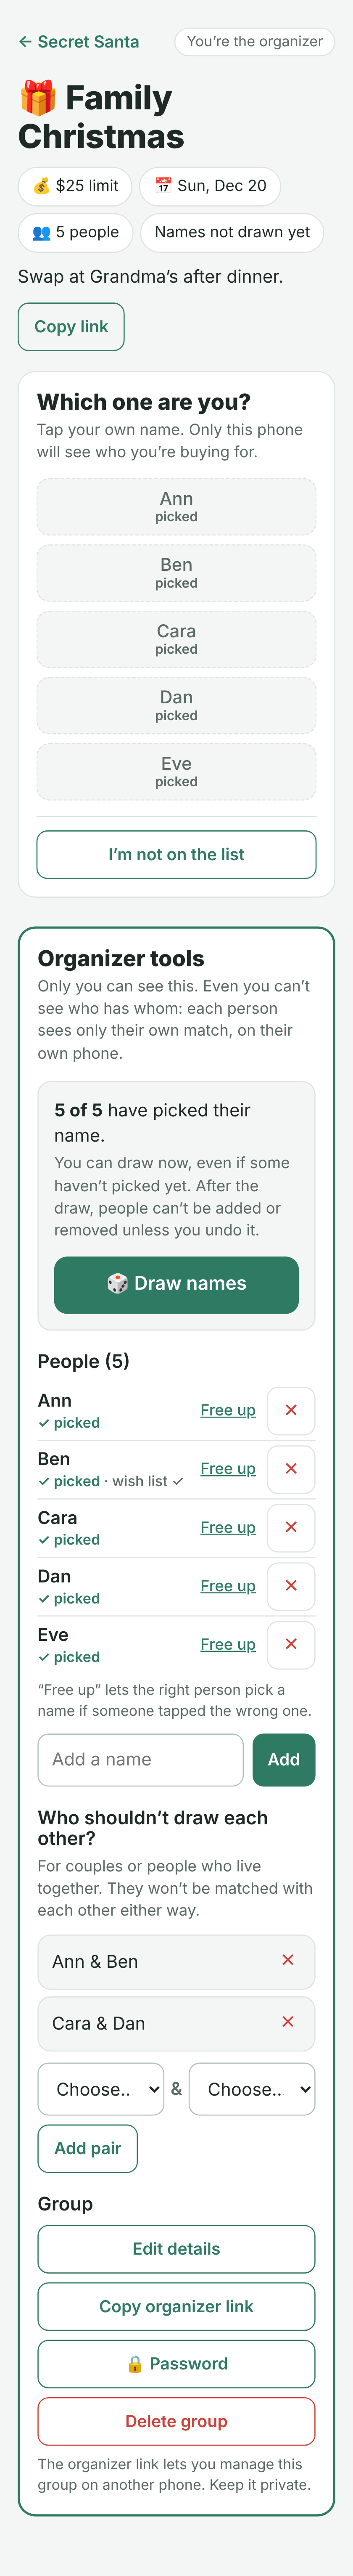 ← Secret Santa
You’re the organizer
🎁 Family
Christmas
💰 $25 limit
📅 Sun, Dec 20
👥 5 people
Names not drawn yet
Swap at Grandma’s after dinner.
Copy link
Which one are you?
Tap your own name. Only this phone
will see who you’re buying for.
Ann
picked
Ben
picked
Cara
picked
Dan
picked
Eve
picked
I’m not on the list
Organizer tools
Only you can see this. Even you can’t
see who has whom: each person
sees only their own match, on their
own phone.
5 of 5 have picked their
name.
You can draw now, even if some
haven’t picked yet. After the
draw, people can’t be added or
removed unless you undo it.
🎲 Draw names
People (5)
Ann
✓ picked
Free up
✕
Ben
✓ picked · wish list ✓
Free up
✕
Cara
✓ picked
Free up
✕
Dan
✓ picked
Free up
✕
Eve
✓ picked
Free up
✕
“Free up” lets the right person pick a
name if someone tapped the wrong one.
Add a name
Add
Who shouldn’t draw each
other?
For couples or people who live
together. They won’t be matched with
each other either way.
Ann & Ben
✕
Cara & Dan
✕
Choose…
&
Choose…
Add pair
Group
Edit details
Copy organizer link
🔒 Password
Delete group
The organizer link lets you manage this
group on another phone. Keep it private.